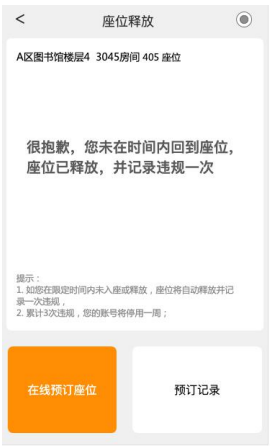 <
座位释放
A区图书馆楼层4 3045房间 405 座位
很抱歉，您未在时间内回到座位，
座位已释放，并记录违规一次
提示：
1. 如您在限定时间内未入座或释放，座位将自动释放并记
录一次违规，
2. 累计3次违规，您的账号将停用一周；
在线预订座位
预订记录